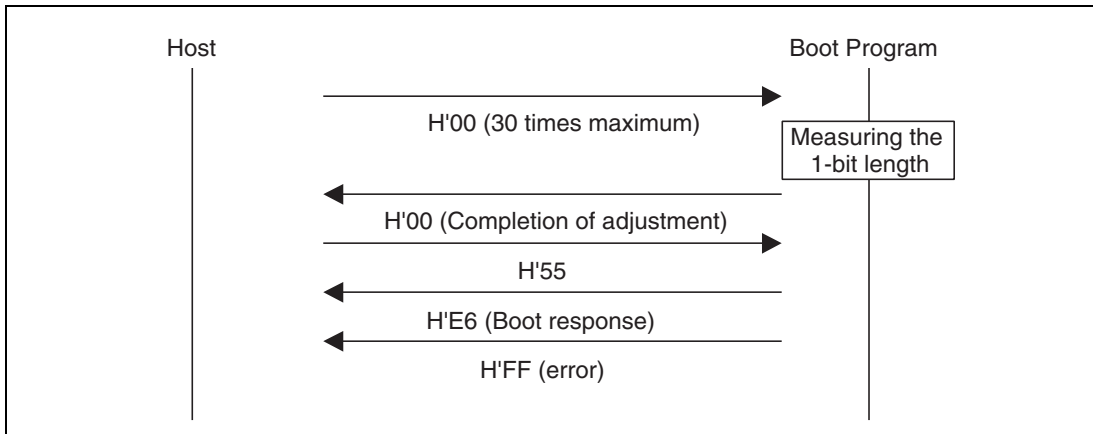 Host
Boot Program
H'00 (30 times maximum)
Measuring the
1-bit length
H'00 (Completion of adjustment)
H'55
H'E6 (Boot response)
H'FF (error)